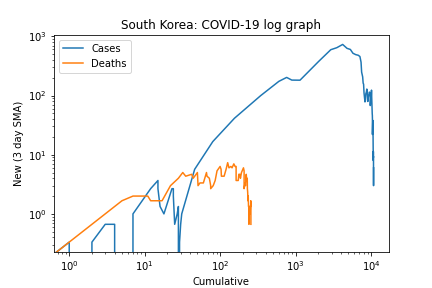 South Korea: COVID-19 log graph
Cases
Deaths
New (3 day SMA)
10³
10²
10¹
10⁰
10⁰ 10¹ 10² 10³ 10⁴
Cumulative